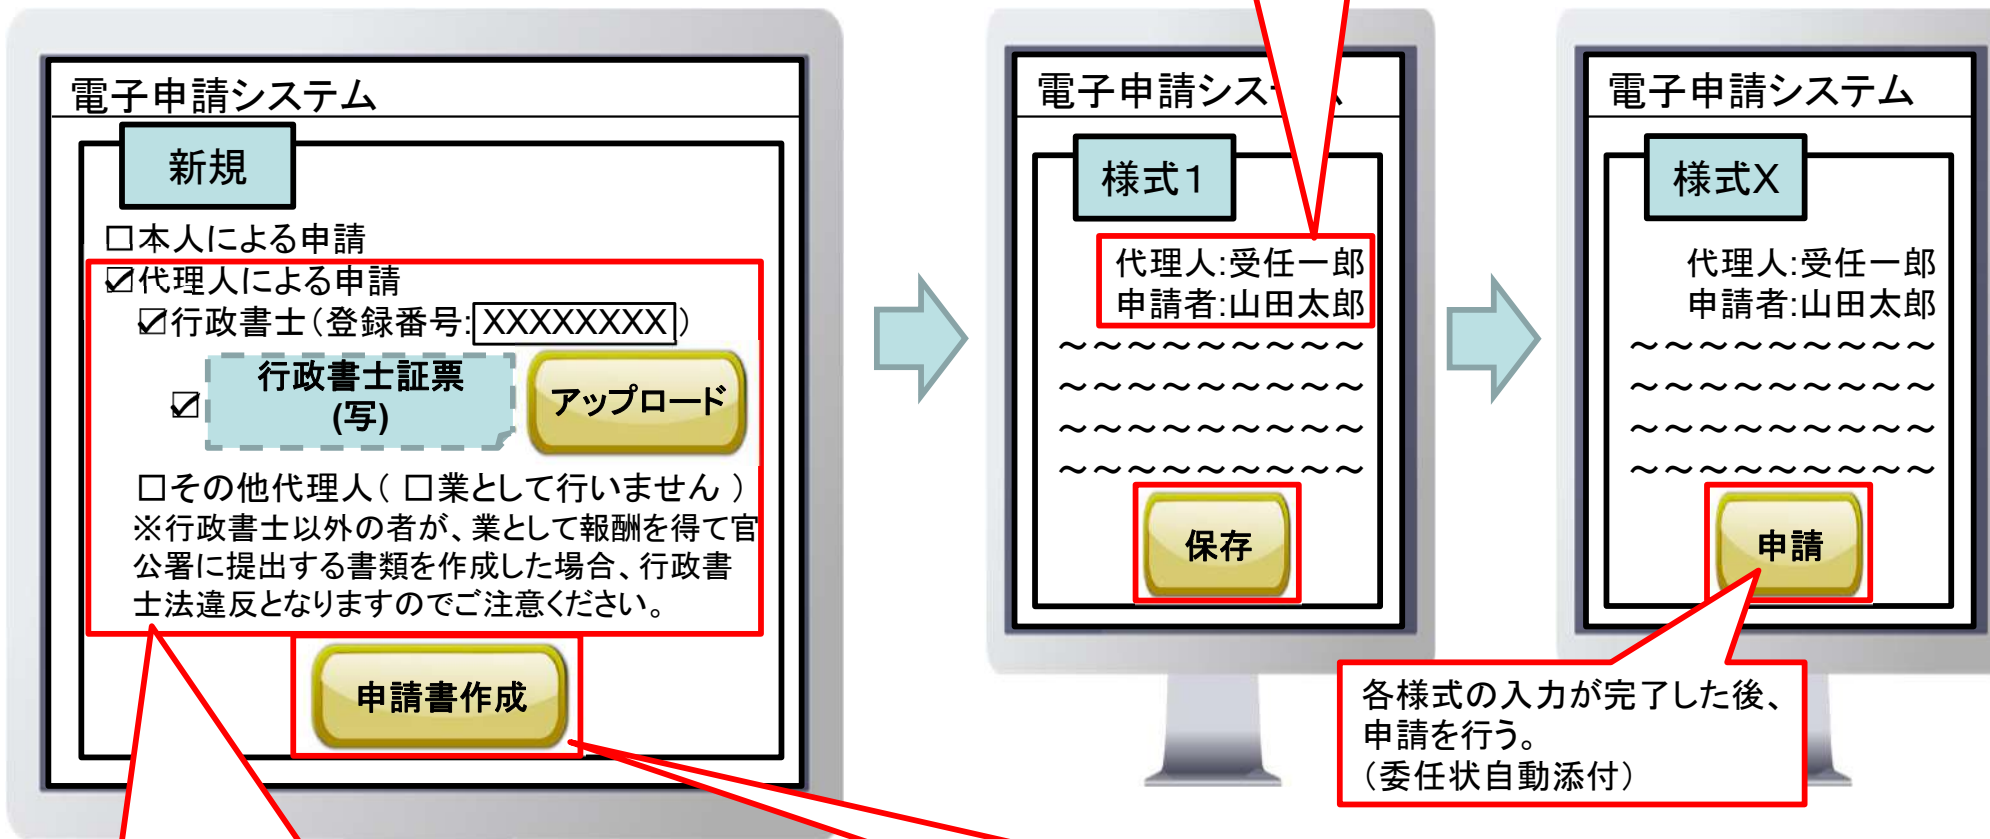 電子申請システム
新規
□本人による申請
☑代理人による申請
☑行政書士(登録番号:XXXXXXXX)
☑
行政書士証票
(写)
アップロード
□その他代理人( □業として行いません )
※行政書士以外の者が、業として報酬を得て官
公署に提出する書類を作成した場合、行政書
士法違反となりますのでご注意ください。
申請書作成
電子申請シス
様式1
代理人:受任一郎
申請者:山田太郎
~~~~~~~~~
~~~~~~~~~
~~~~~~~~~
~~~~~~~~~
保存
電子申請システム
様式X
代理人:受任一郎
申請者:山田太郎
~~~~~~~~~
~~~~~~~~~
~~~~~~~~~
~~~~~~~~~
申請
各様式の入力が完了した後、
申請を行う。
(委任状自動添付)